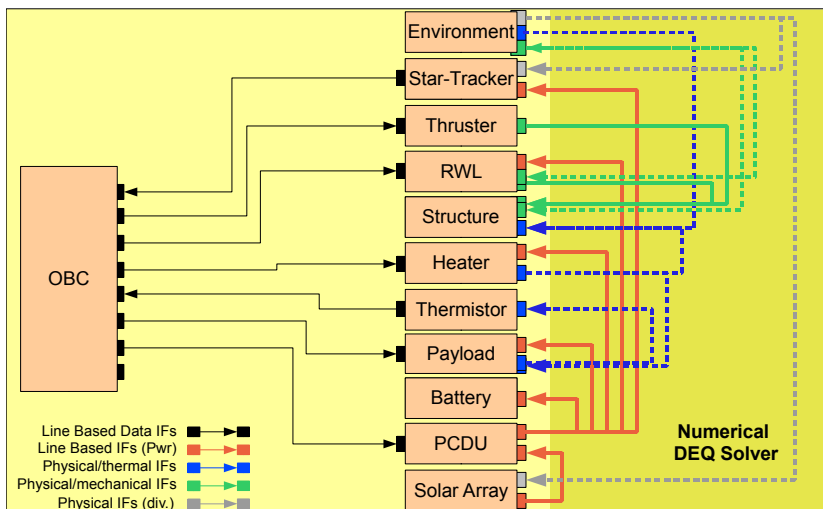 Environment
Star-Tracker
Thruster
RWL
Structure
OBC
Heater
Thermistor
Payload
Battery
PCDU
Solar Array
Numerical
DEQ Solver
Line Based Data IFs
Line Based IFs (Pwr)
Physical/thermal IFs
Physical/mechanical IFs
Physical IFs (div.)